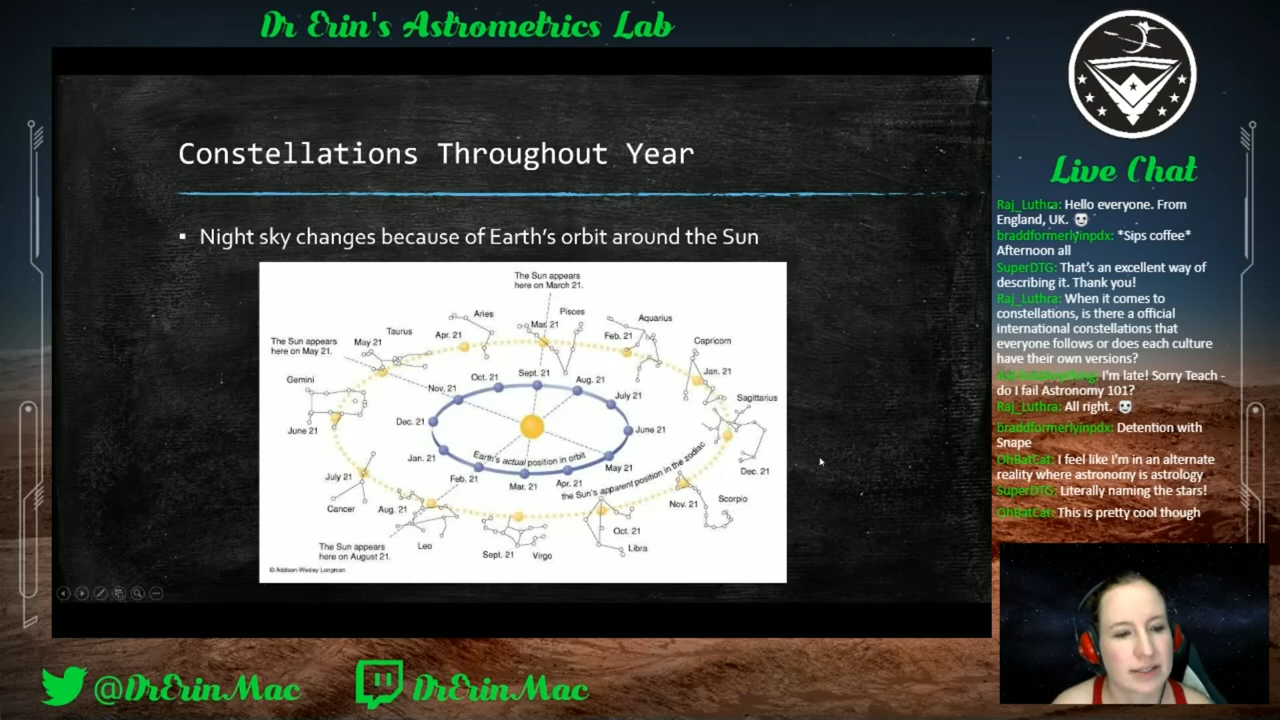 Dr Erin's Astrometrics Lab
Constellations Throughout Year
▪ Night sky changes because of Earth's orbit around the Sun
The Sun appears
here on March 21.
Aries
Mar. 21
Pisces
Aquarius
Taurus
Apr. 21
Feb. 21
Capricorn
The Sun appears
here on May 21.
May 21
Jan. 21
Gemini
Nov. 21
Oct. 21
Sept. 21
Aug. 21
July 21
Sagittarius
June 21
Dec. 21
June 21
Dec. 21
Jan. 21
Feb. 21
Mar. 21
Apr. 21
May 21
Earth's actual position in orbit
the Sun's apparent position in the zodiac
July 21
Cancer
Aug. 21
Leo
Sept. 21
Virgo
Oct. 21
Libra
Nov. 21
Scorpio
The Sun appears
here on August 21.
© Addison-Wesley Longman
Live Chat
Raj_Luthra: Hello everyone. From
England, UK.
braddformerlyinpdx: *Sips coffee*
Afternoon all
SuperDTG: That's an excellent way of
describing it. Thank you!
Raj_Luthra: When it comes to
constellations, is there a official
international constellations that
everyone follows or does each culture
have their own versions?
I'm late! Sorry Teach -
do I fail Astronomy 101?
Raj_Luthra: All right.
braddformerlyinpdx: Detention with
Snape
OhBatCat: I feel like I'm in an alternate
reality where astronomy is astrology
SuperDTG: Literally naming the stars!
OhBatCat: This is pretty cool though
@DrErinMac
DrErinMac